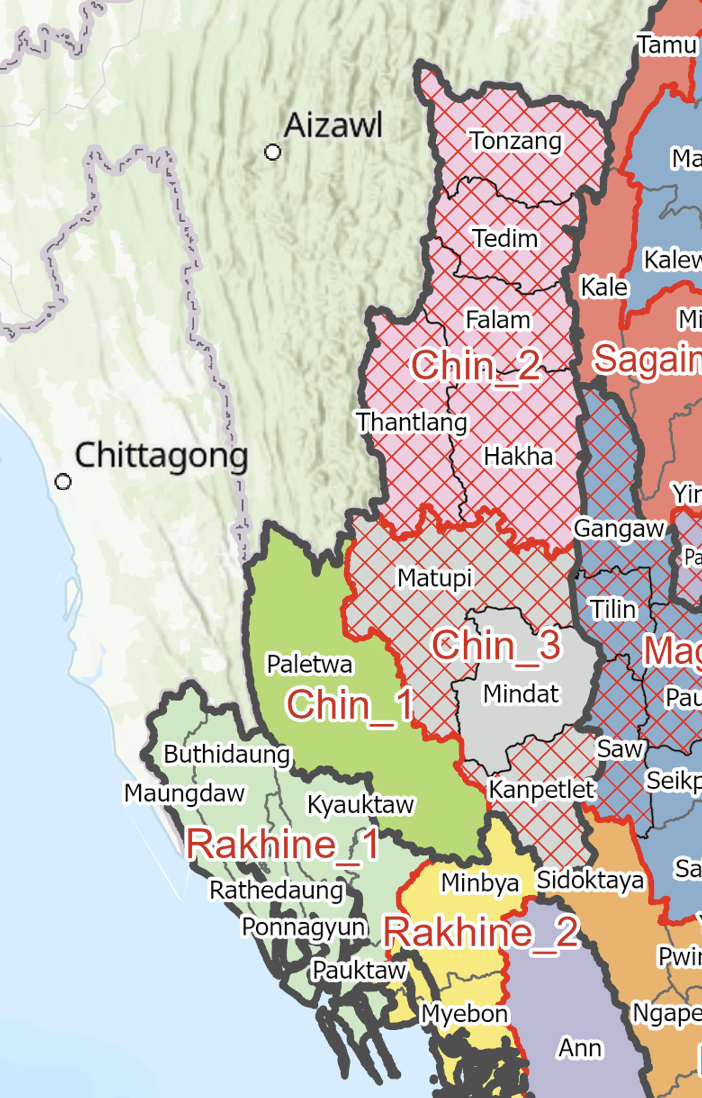 Tamu
Aizawl
Tonzang
Ma
Tedim
Kalew
Kale
Falam
Mi
Chin_2
Sagain
Thantlang
Hakha
Chittagong
Yin
Gangaw
Pa
Matupi
Tilin
Chin_3
Mag
Paletwa
Mindat
Pau
Chin_1
Saw
Buthidaung
Seikp
Maungdaw
Kanpetlet
Kyauktaw
Rakhine_1
Sa
Minbya
Sidoktaya
Rathedaung
Ponnagyun
Rakhine_2
Pwin
Pauktaw
Myebon
Ngape
Ann